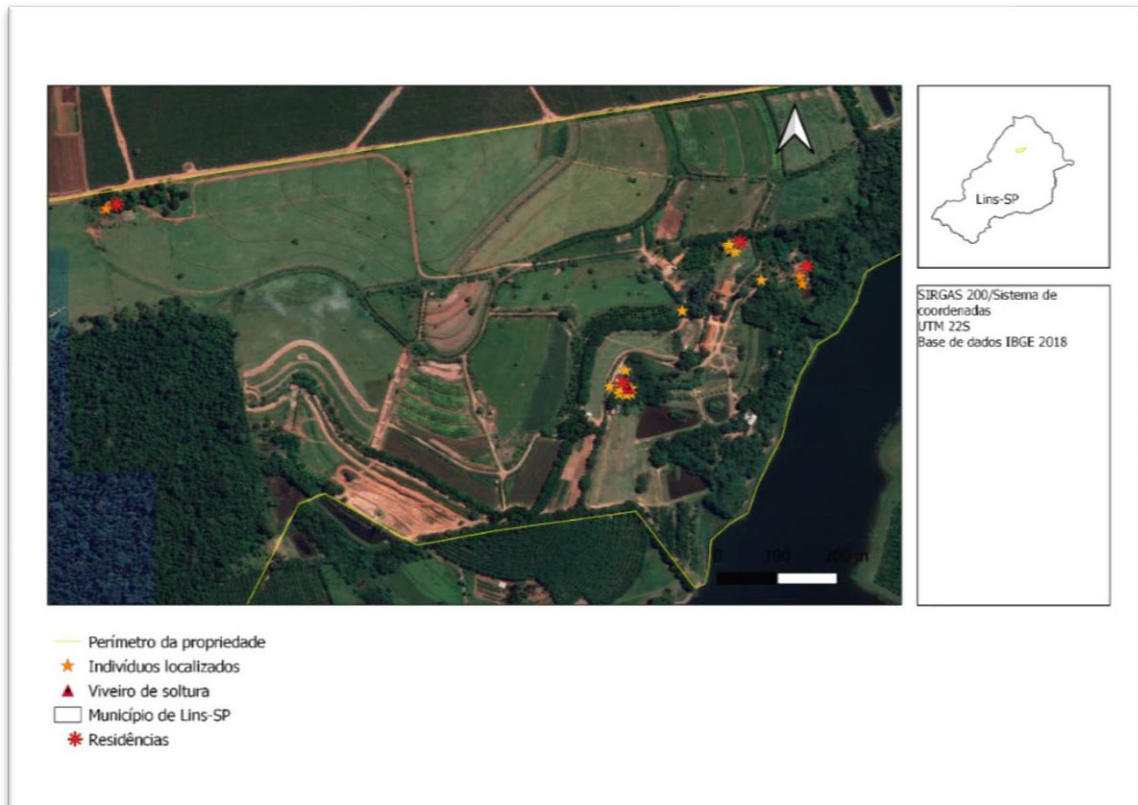 Lins-SP
SIRGAS 200/Sistema de
coordenadas
UTM 22S
Base de dados IBGE 2018
0 100 200 m
Perímetro da propriedade
Indivíduos localizados
Viveiro de soltura
Município de Lins-SP
Residências